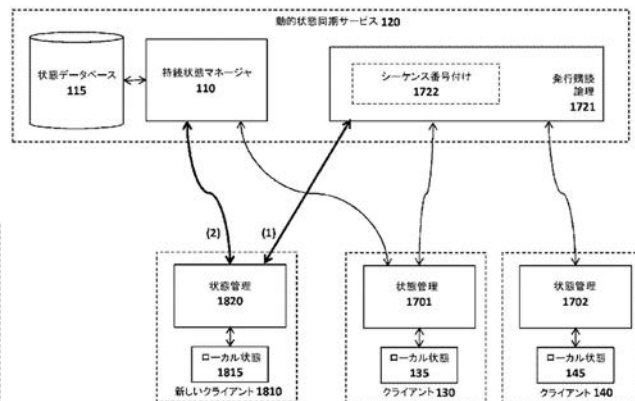 動的状態同期サービス 120
状態データベース
115
持続状態マネージャ
110
シーケンス番号付け
1722
発行購読
論理
1721
(2)
(1)
状態管理
1820
状態管理
1701
状態管理
1702
ローカル状態
1815
ローカル状態
135
ローカル状態
145
新しいクライアント 1810
クライアント 130
クライアント 140